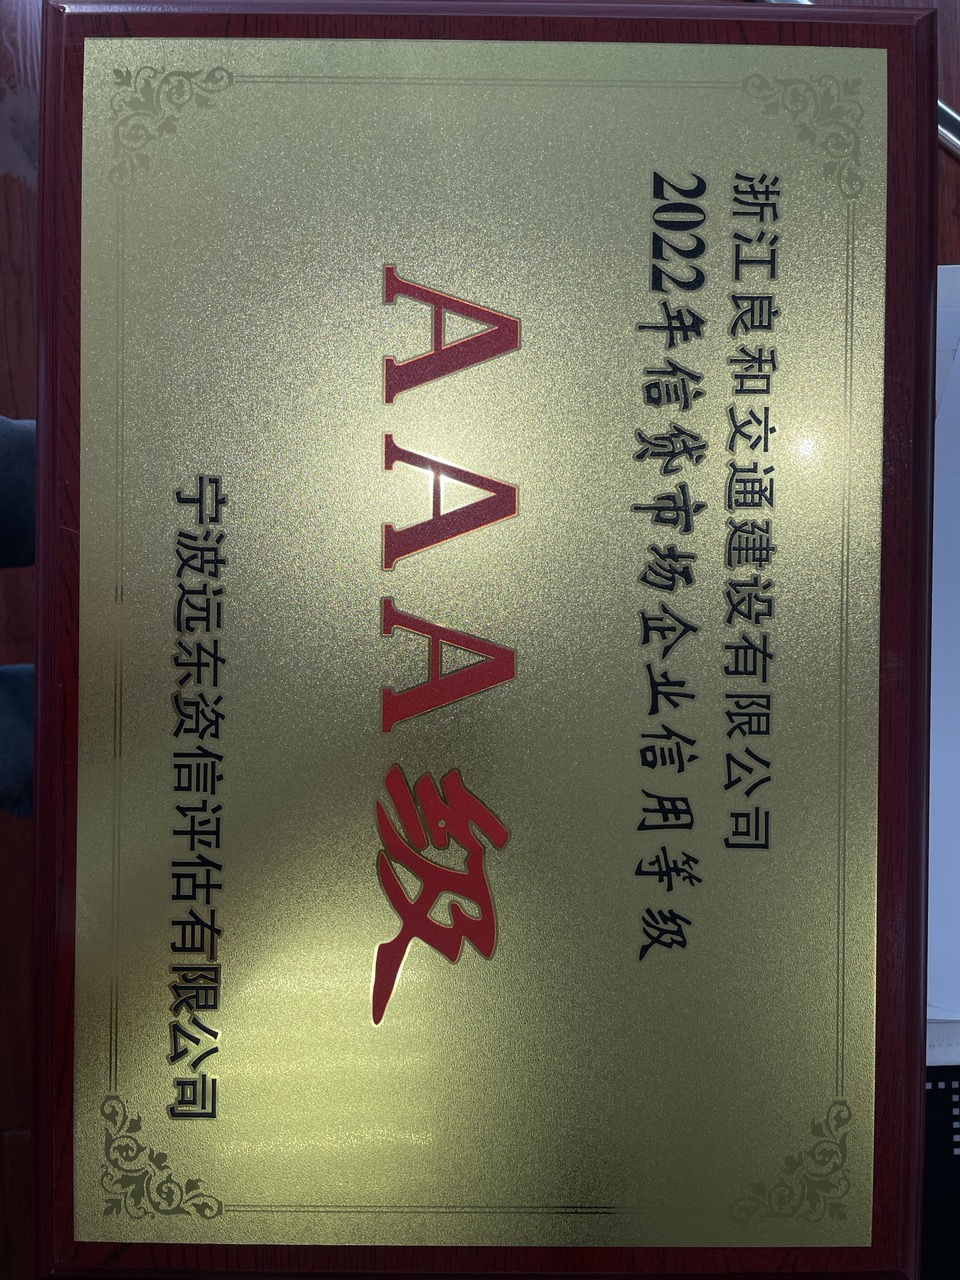 浙江良和交通建设有限公司
2022年信贷市场企业信用等级
AAA级
宁波远东资信评估有限公司